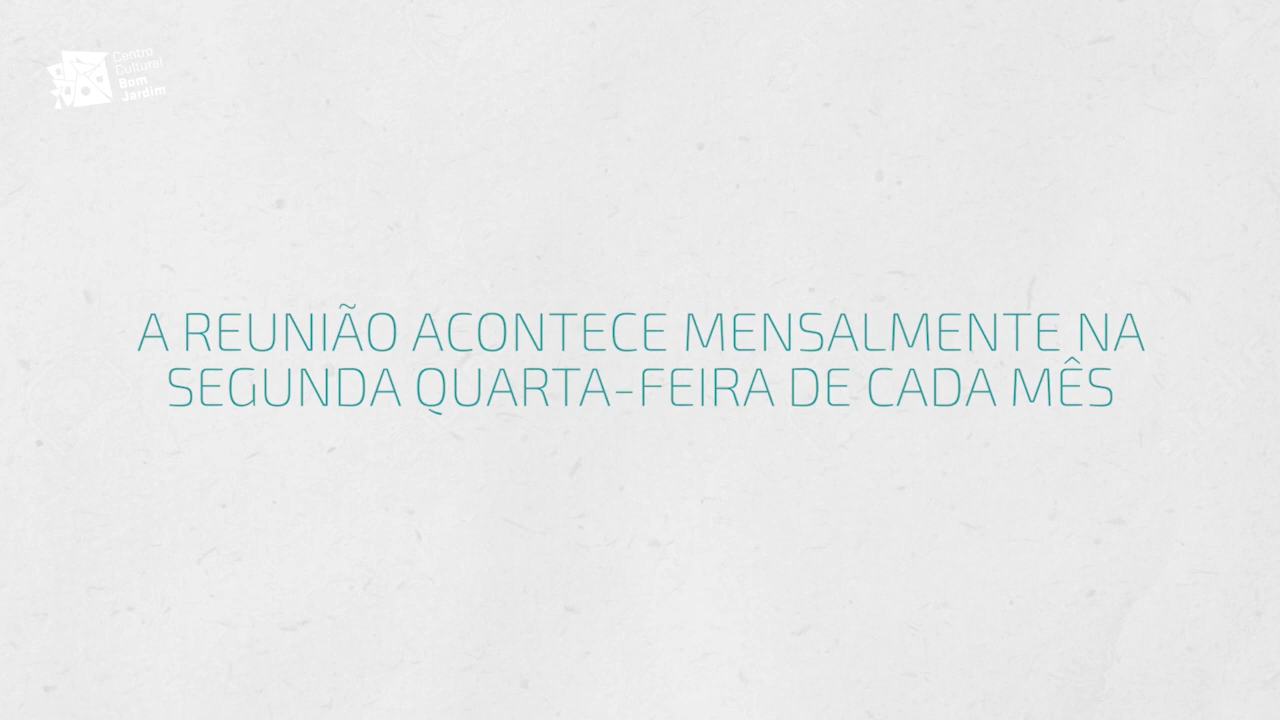 Centro
Cultural
Bom
Jardim
A REUNIÃO ACONTECE MENSALMENTE NA
SEGUNDA QUARTA-FEIRA DE CADA MÊS